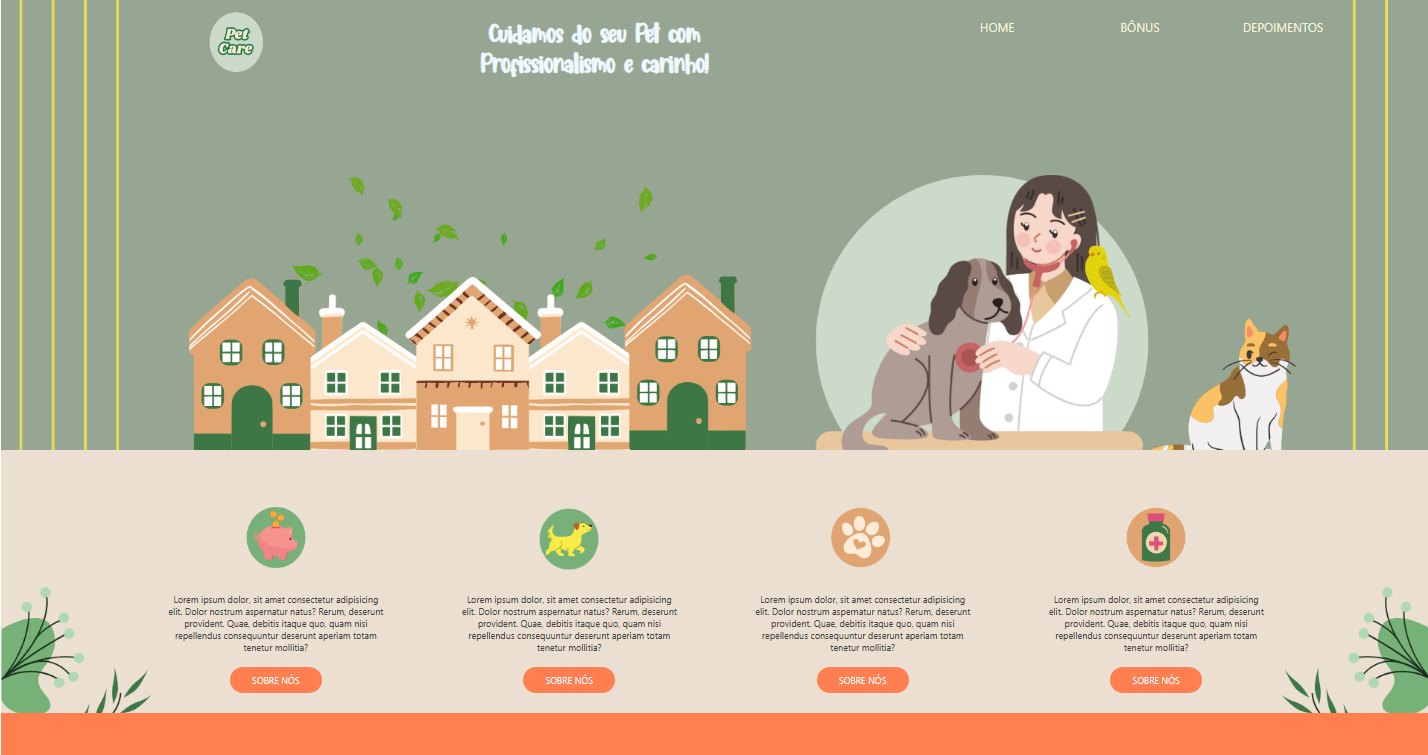 Pet
Care
Cuidamos do seu Pet com
Profissionalismo e carinho!
HOME
BÔNUS
DEPOIMENTOS
Lorem ipsum dolor, sit amet consectetur adipisicing
elit. Dolor nostrum aspernatur natus? Rerum, deserunt
provident. Quae, debitis itaque quo, quam nisi
repellendus consequuntur deserunt aperiam totam
tenetur mollitia?
SOBRE NÓS
Lorem ipsum dolor, sit amet consectetur adipisicing
elit. Dolor nostrum aspernatur natus? Rerum, deserunt
provident. Quae, debitis itaque quo, quam nisi
repellendus consequuntur deserunt aperiam totam
tenetur mollitia?
SOBRE NÓS
Lorem ipsum dolor, sit amet consectetur adipisicing
elit. Dolor nostrum aspernatur natus? Rerum, deserunt
provident. Quae, debitis itaque quo, quam nisi
repellendus consequuntur deserunt aperiam totam
tenetur mollitia?
SOBRE NÓS
Lorem ipsum dolor, sit amet consectetur adipisicing
elit. Dolor nostrum aspernatur natus? Rerum, deserunt
provident. Quae, debitis itaque quo, quam nisi
repellendus consequuntur deserunt aperiam totam
tenetur mollitia?
SOBRE NÓS